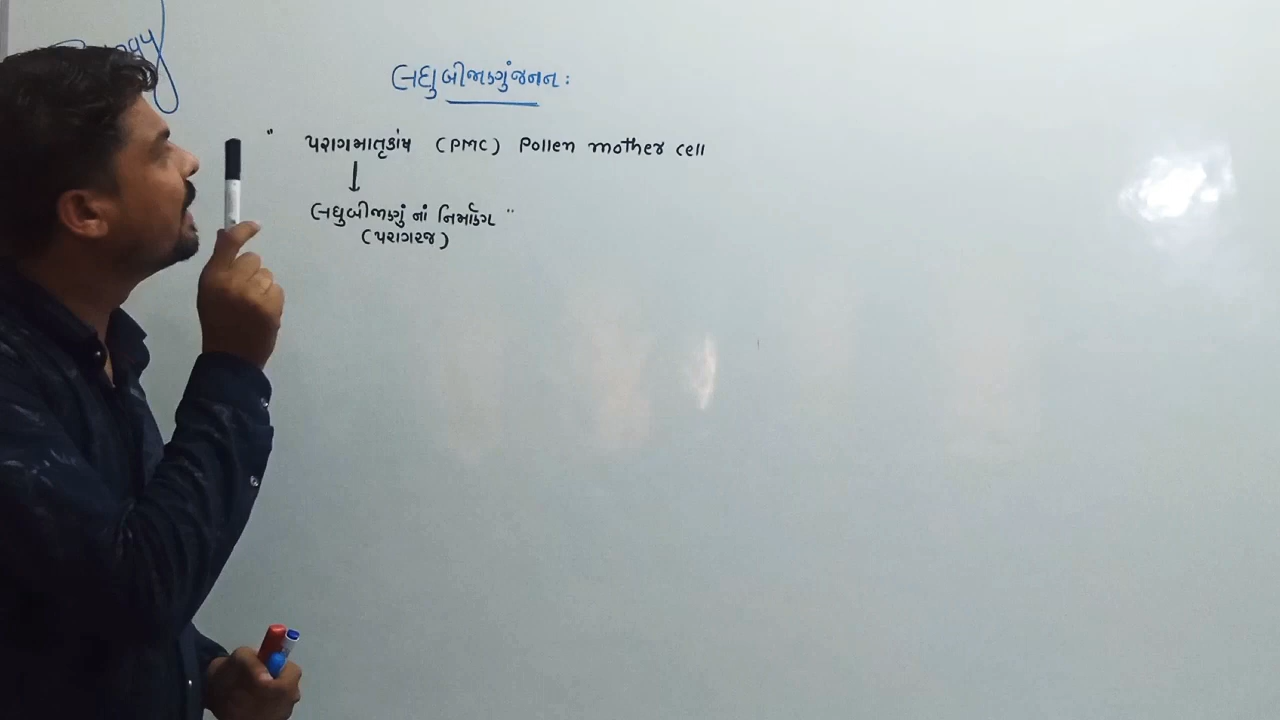 લઘુબીજાણુંજનન :
" પરાગમાતૃકોષ (PMC) Pollen mother cell
↓
લઘુબીજાણું નાં નિર્માણ "
(પરાગરજ)